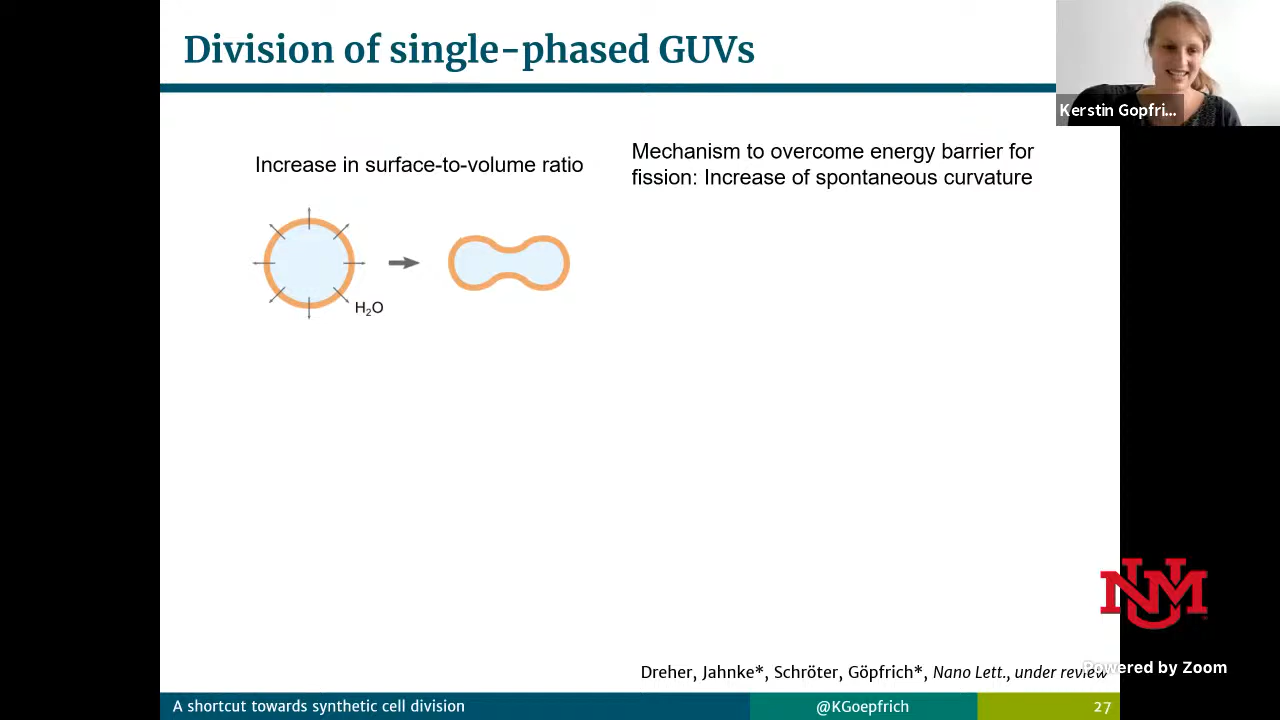 Division of single-phased GUVs
Kerstin Gopfri...
Increase in surface-to-volume ratio
Mechanism to overcome energy barrier for
fission: Increase of spontaneous curvature
H₂O
UNM
Dreher, Jahnke*, Schröter, Göpfrich*, Nano Lett., under review
Powered by Zoom
A shortcut towards synthetic cell division
@KGoepfrich
27